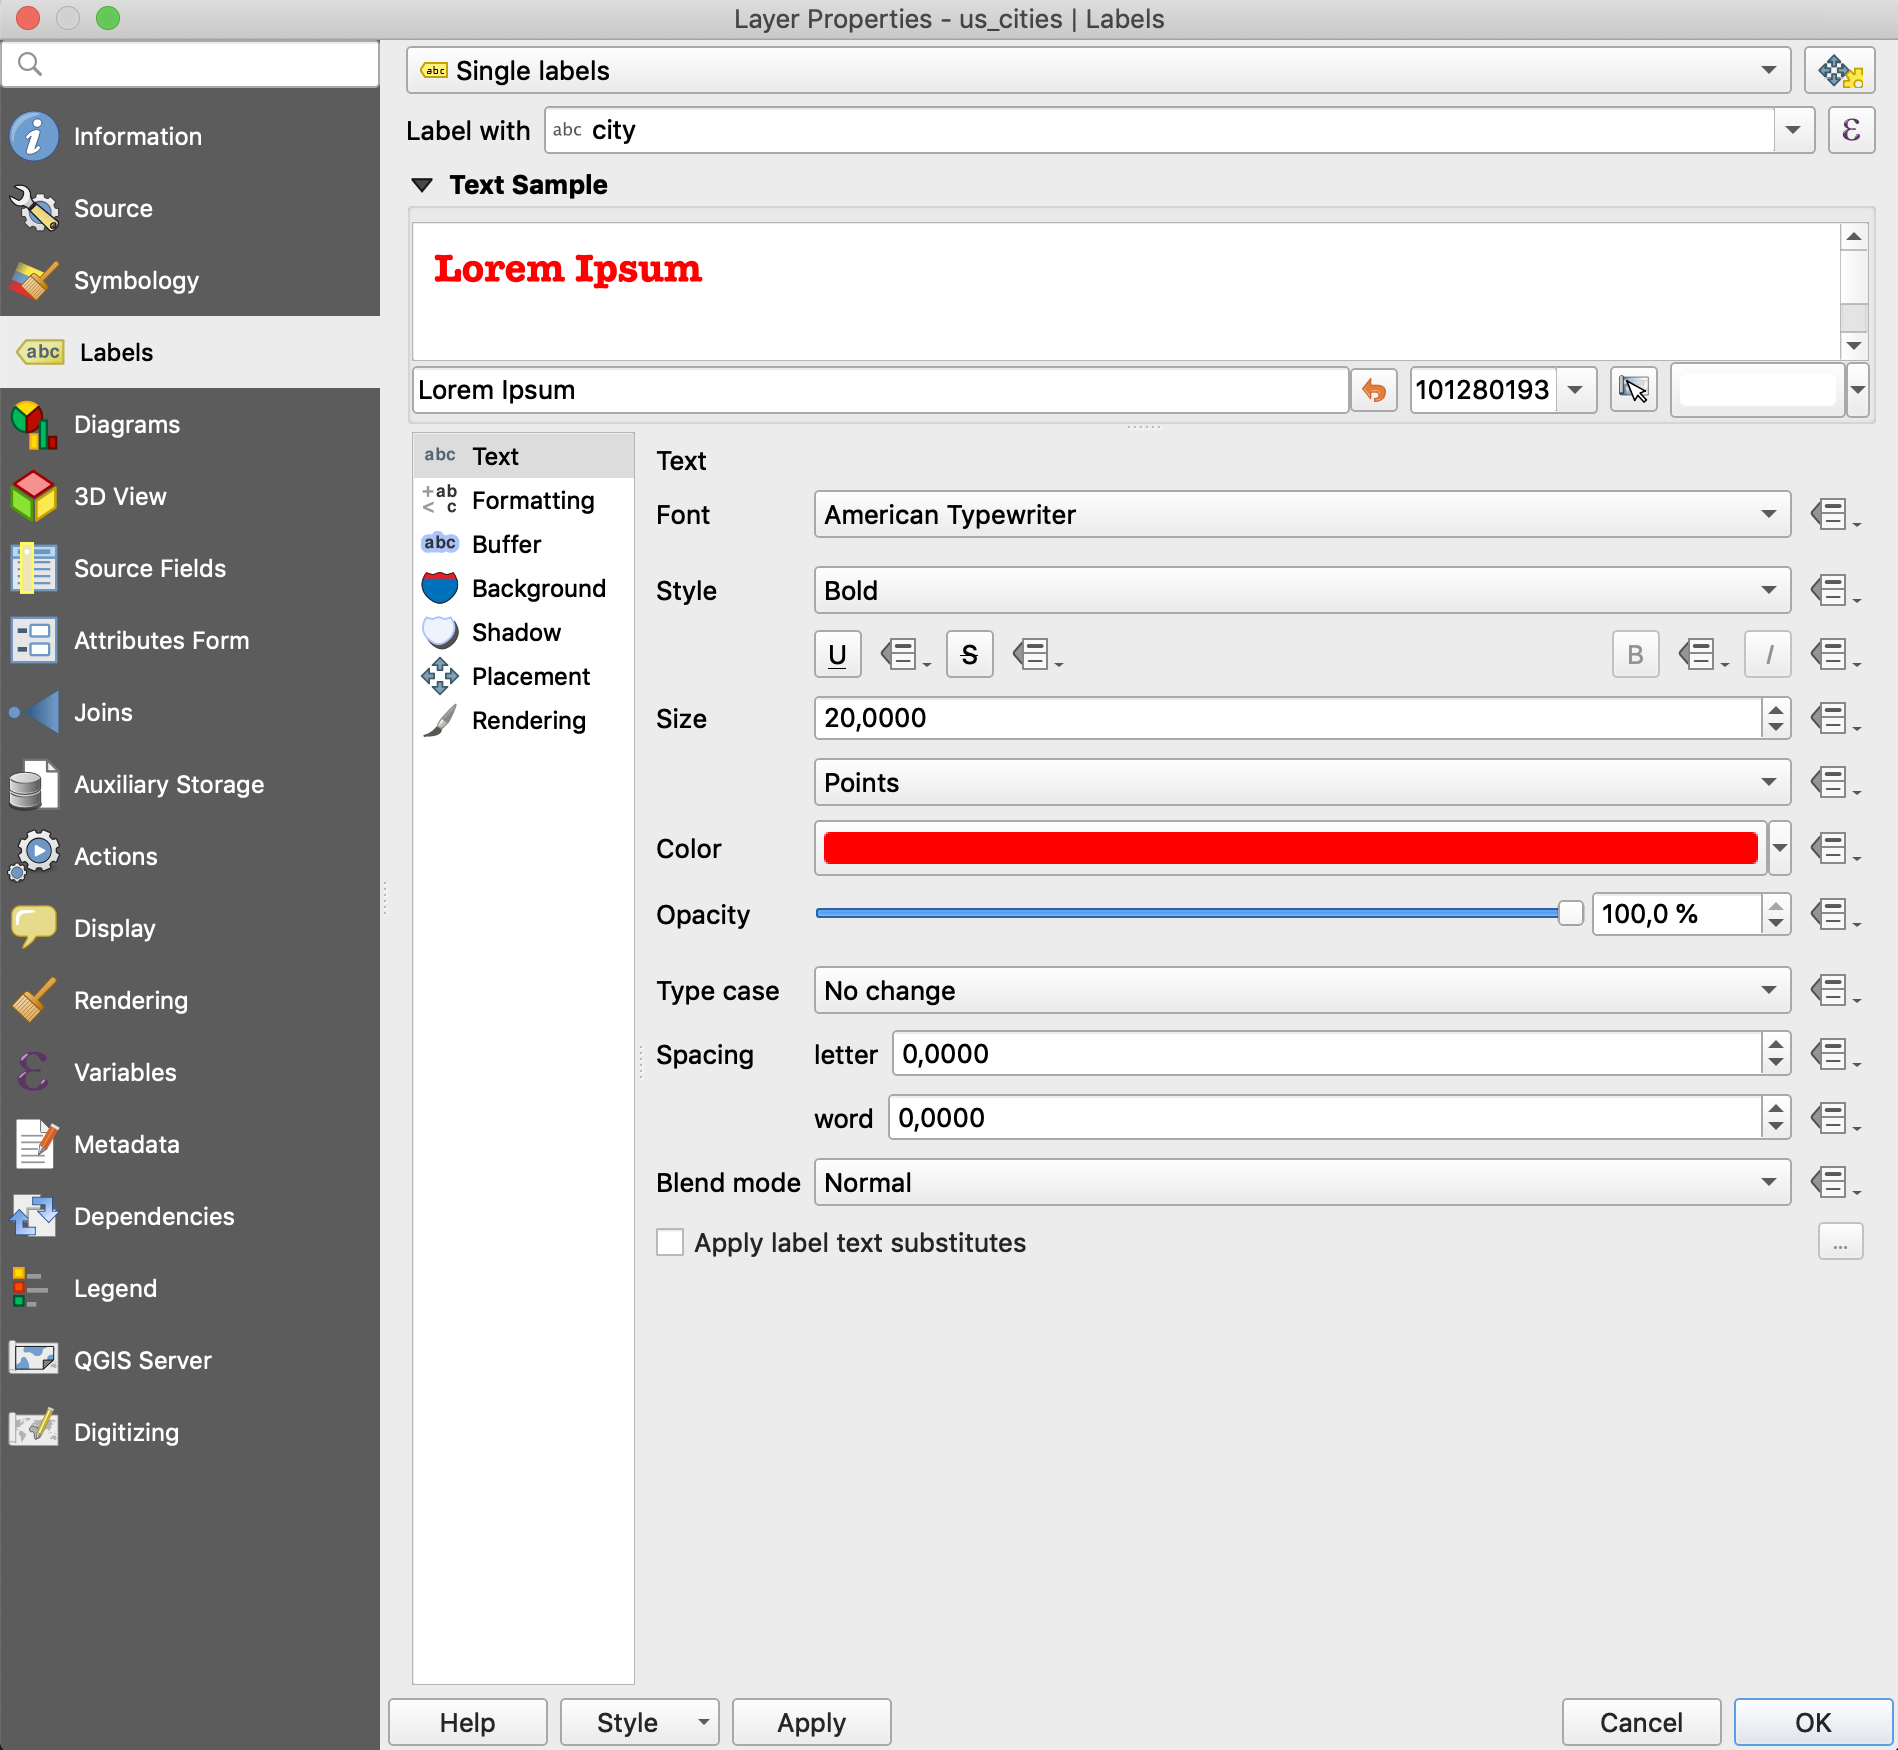 Layer Properties - us_cities | Labels
Information
Source
Symbology
abc Labels
Diagrams
3D View
Source Fields
Attributes Form
Joins
Auxiliary Storage
Actions
Display
Rendering
Variables
Metadata
Dependencies
Legend
QGIS Server
Digitizing
abc Single labels
Label with abc city ε
Text Sample
Lorem Ipsum
Lorem Ipsum 101280193
abc Text
+ab < c Formatting
abc Buffer
Background
Shadow
Placement
Rendering
Text
Font American Typewriter
Style Bold
U S B I
Size 20,0000
Points
Color
Opacity 100,0 %
Type case No change
Spacing letter 0,0000
word 0,0000
Blend mode Normal
Apply label text substitutes ...
Help Style Apply Cancel OK